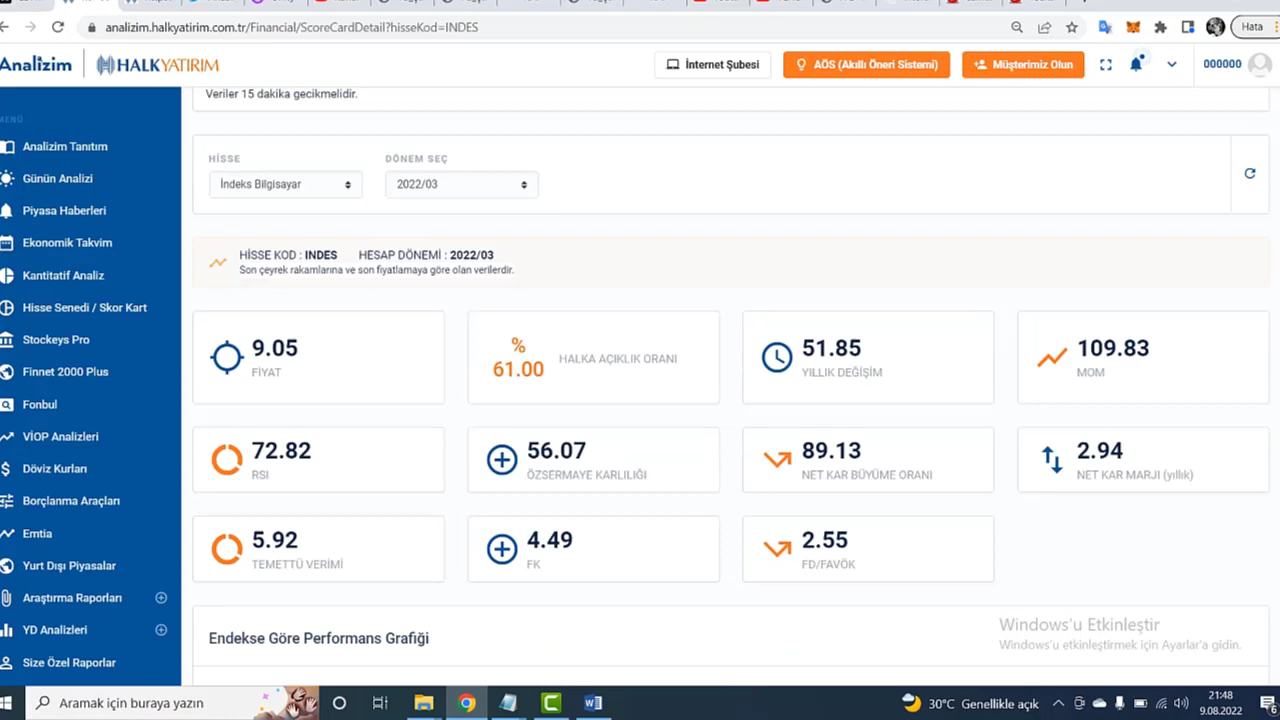 analizim.halkyatirim.com.tr/Financial/ScoreCardDetail?hisseKod=INDES
Hata
Analizim
HALKYATIRIM
İnternet Şubesi
AÖS (Akıllı Öneri Sistemi)
Müşterimiz Olun
000000
Veriler 15 dakika gecikmelidir.
MENÜ
Analizim Tanıtım
Günün Analizi
Piyasa Haberleri
Ekonomik Takvim
Kantitatif Analiz
Hisse Senedi / Skor Kart
Stockeys Pro
Finnet 2000 Plus
Fonbul
VİOP Analizleri
Döviz Kurları
Borçlanma Araçları
Emtia
Yurt Dışı Piyasalar
Araştırma Raporları
YD Analizleri
Size Özel Raporlar
HİSSE
DÖNEM SEÇ
İndeks Bilgisayar
2022/03
HİSSE KOD : INDES HESAP DÖNEMİ : 2022/03
Son çeyrek rakamlarına ve son fiyatlamaya göre olan verilerdir.
9.05
FİYAT
%
61.00
HALKA AÇIKLIK ORANI
51.85
YILLIK DEĞİŞİM
109.83
MOM
72.82
RSI
56.07
ÖZSERMAYE KARLILIĞI
89.13
NET KAR BÜYÜME ORANI
2.94
NET KAR MARJI (yıllık)
5.92
TEMETTÜ VERİMİ
4.49
FK
2.55
FD/FAVÖK
Endekse Göre Performans Grafiği
Windows'u Etkinleştir
Windows'u etkinleştirmek için Ayarlar'a gidin.
Aramak için buraya yazın
30°C Genellikle açık
21:48
9.08.2022
6